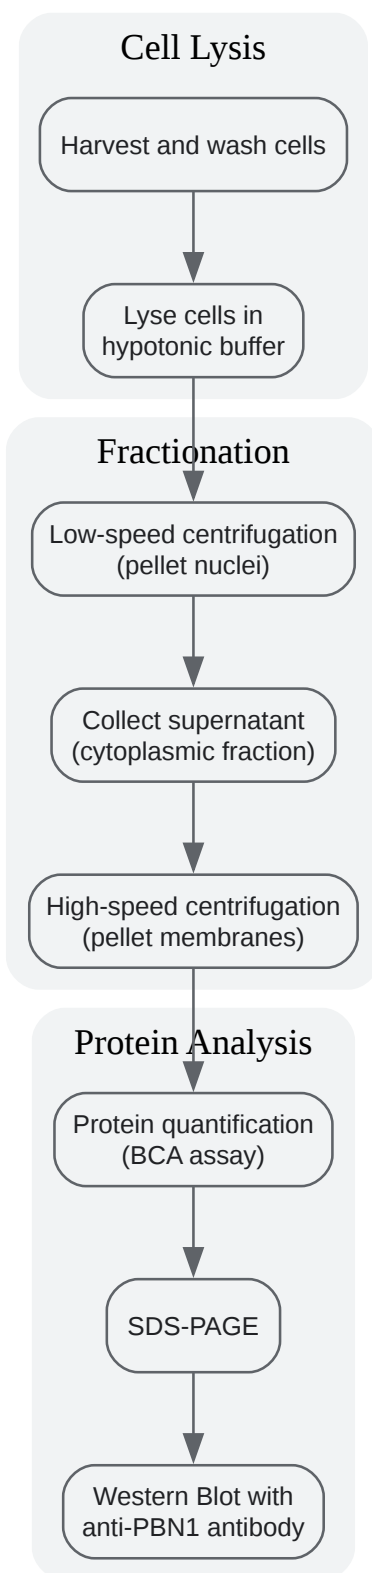 Cell Lysis
Harvest and wash cells
Lyse cells in
hypotonic buffer
Fractionation
Low-speed centrifugation
(pellet nuclei)
Collect supernatant
(cytoplasmic fraction)
High-speed centrifugation
(pellet membranes)
Protein Analysis
Protein quantification
(BCA assay)
SDS-PAGE
Western Blot with
anti-PBN1 antibody